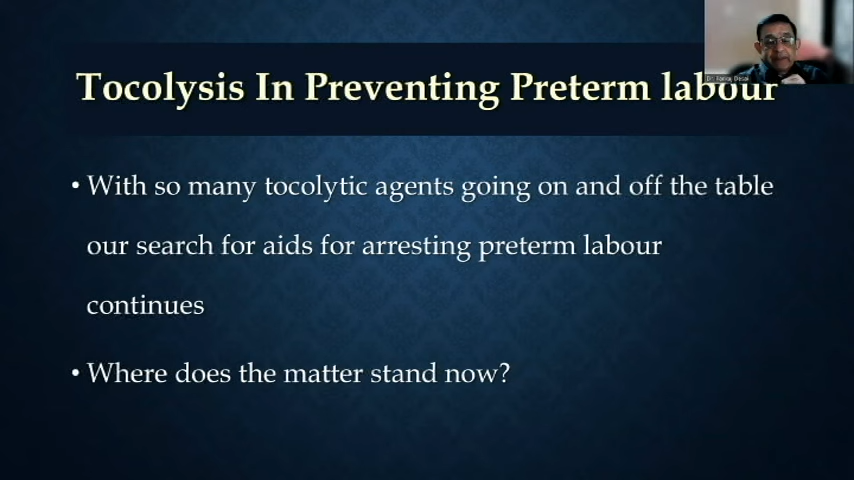 Tocolysis In Preventing Preterm labour
• With so many tocolytic agents going on and off the table
our search for aids for arresting preterm labour
continues
• Where does the matter stand now?